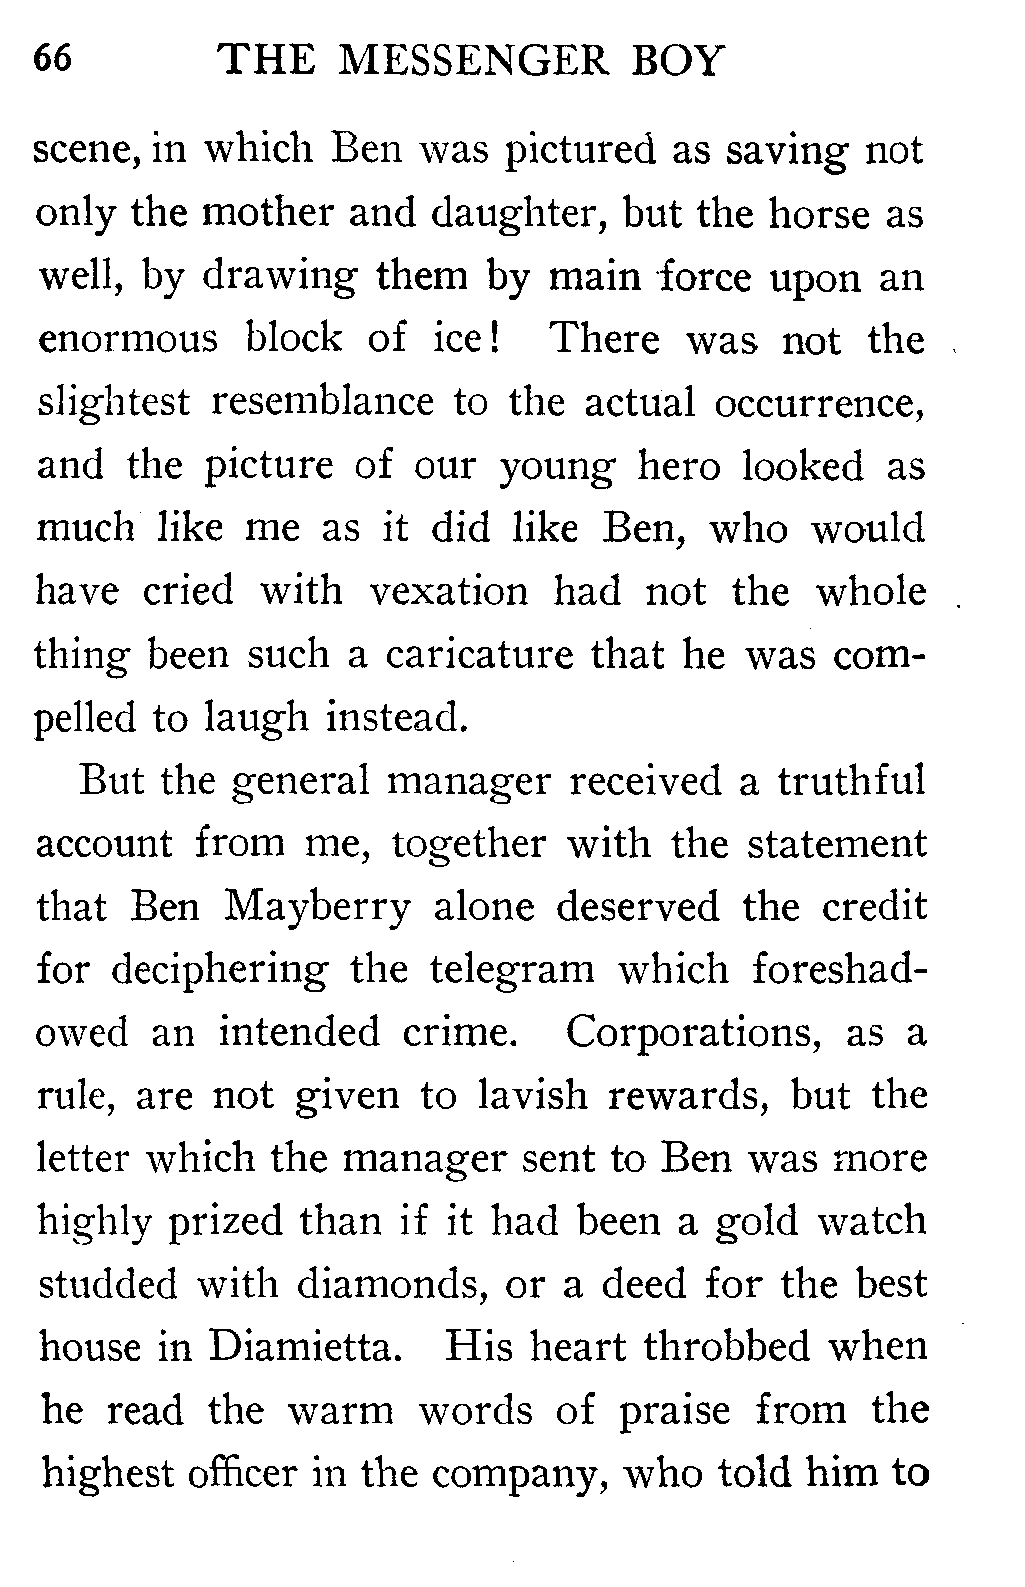 66 THE MESSENGER BOY
scene, in which Ben was pictured as saving not
only the mother and daughter, but the horse as
well, by drawing them by main force upon an
enormous block of ice! There was not the
slightest resemblance to the actual occurrence,
and the picture of our young hero looked as
much like me as it did like Ben, who would
have cried with vexation had not the whole
thing been such a caricature that he was com-
pelled to laugh instead.
But the general manager received a truthful
account from me, together with the statement
that Ben Mayberry alone deserved the credit
for deciphering the telegram which foreshad-
owed an intended crime. Corporations, as a
rule, are not given to lavish rewards, but the
letter which the manager sent to Ben was more
highly prized than if it had been a gold watch
studded with diamonds, or a deed for the best
house in Diamietta. His heart throbbed when
he read the warm words of praise from the
highest officer in the company, who told him to